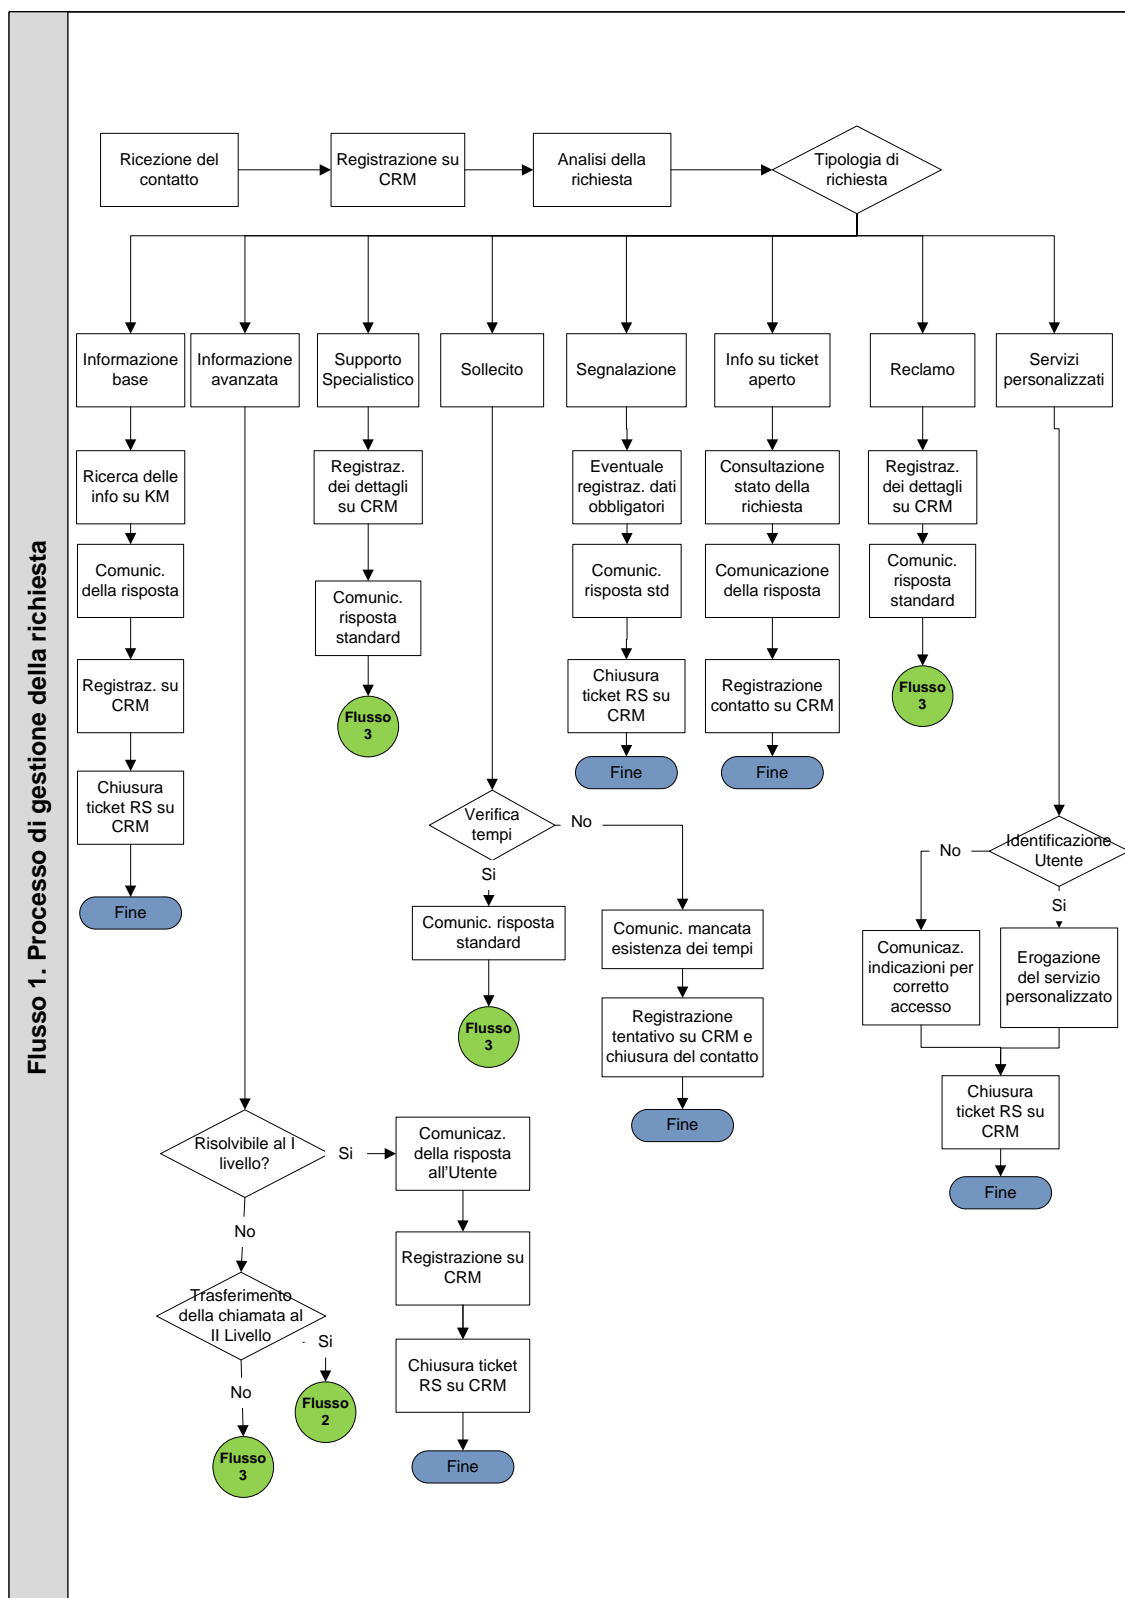 Flusso 1. Processo di gestione della richiesta
Ricezione del
contatto
Registrazione su
CRM
Analisi della
richiesta
Tipologia di
richiesta
Informazione
base
Informazione
avanzata
Supporto
Specialistico
Sollecito
Segnalazione
Info su ticket
aperto
Reclamo
Servizi
personalizzati
Ricerca delle
info su KM
Comunic.
della risposta
Registraz. su
CRM
Chiusura
ticket RS su
CRM
Fine
Registraz.
dei dettagli
su CRM
Comunic.
risposta
standard
Flusso
3
Eventuale
registraz. dati
obbligatori
Comunic.
risposta std
Chiusura
ticket RS su
CRM
Fine
Consultazione
stato della
richiesta
Comunicazione
della risposta
Registrazione
contatto su CRM
Fine
Registraz.
dei dettagli
su CRM
Comunic.
risposta
standard
Flusso
3
Verifica
tempi
No
Si
Comunic. risposta
standard
Flusso
3
Comunic. mancata
esistenza dei tempi
Registrazione
tentativo su CRM e
chiusura del contatto
Fine
Identificazione
Utente
No
Si
Comunicaz.
indicazioni per
corretto
accesso
Erogazione
del servizio
personalizzato
Chiusura
ticket RS su
CRM
Fine
Risolvibile al I
livello?
Si
No
Comunicaz.
della risposta
all'Utente
Registrazione su
CRM
Chiusura ticket
RS su CRM
Fine
Trasferimento
della chiamata al
II Livello
Si
No
Flusso
2
Flusso
3